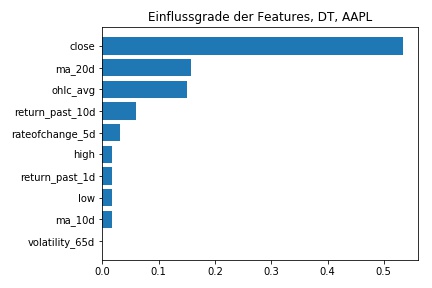 Einflussgrade der Features, DT, AAPL
close
ma_20d
ohlc_avg
return_past_10d
rateofchange_5d
high
return_past_1d
low
ma_10d
volatility_65d
0.0 0.1 0.2 0.3 0.4 0.5